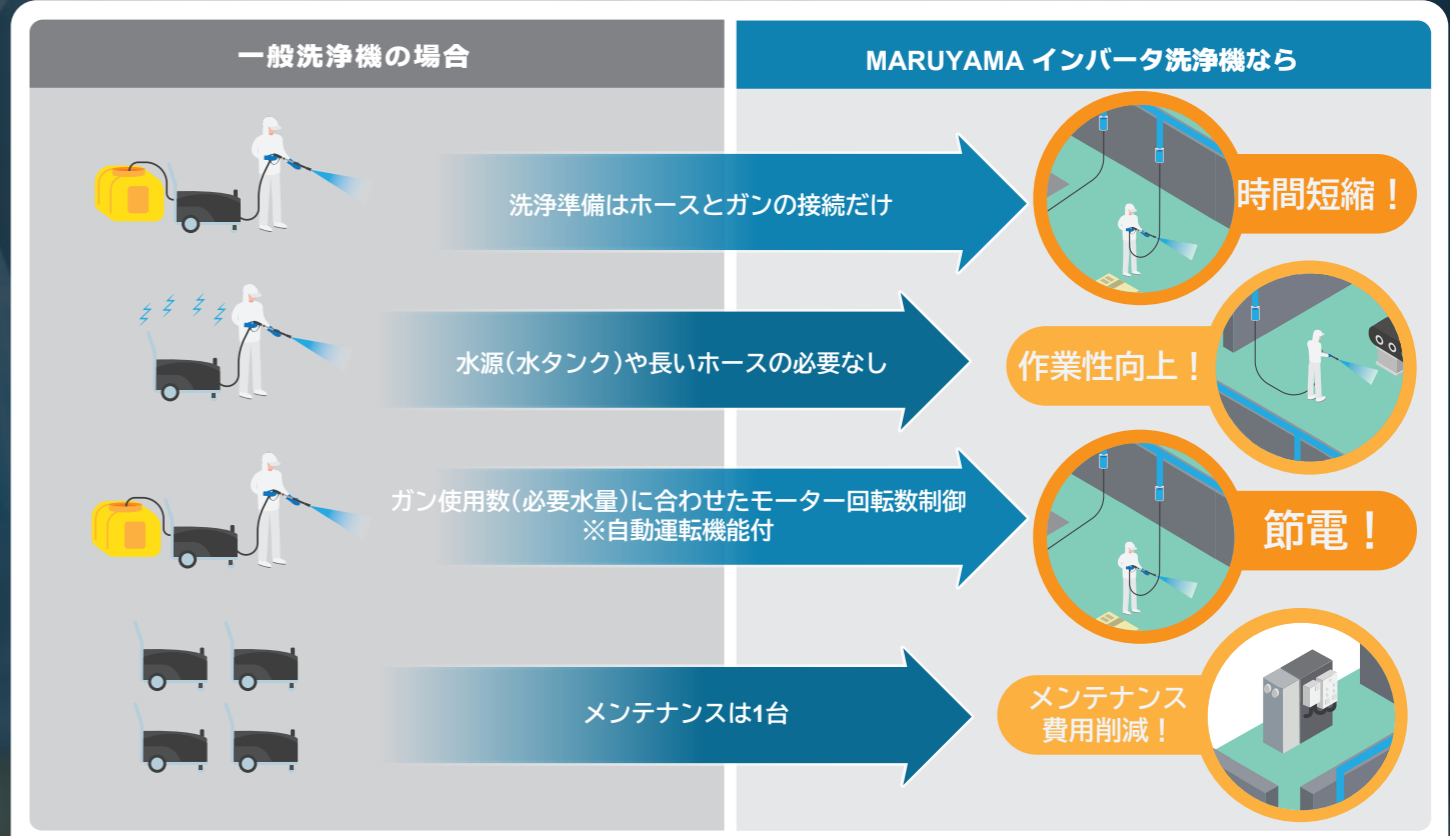 一般洗浄機の場合
MARUYAMA インバータ洗浄機なら
洗浄準備はホースとガンの接続だけ
時間短縮！
水源(水タンク)や長いホースの必要なし
作業性向上！
ガン使用数(必要水量)に合わせたモーター回転数制御
※自動運転機能付
節電！
メンテナンスは1台
メンテナンス
費用削減！